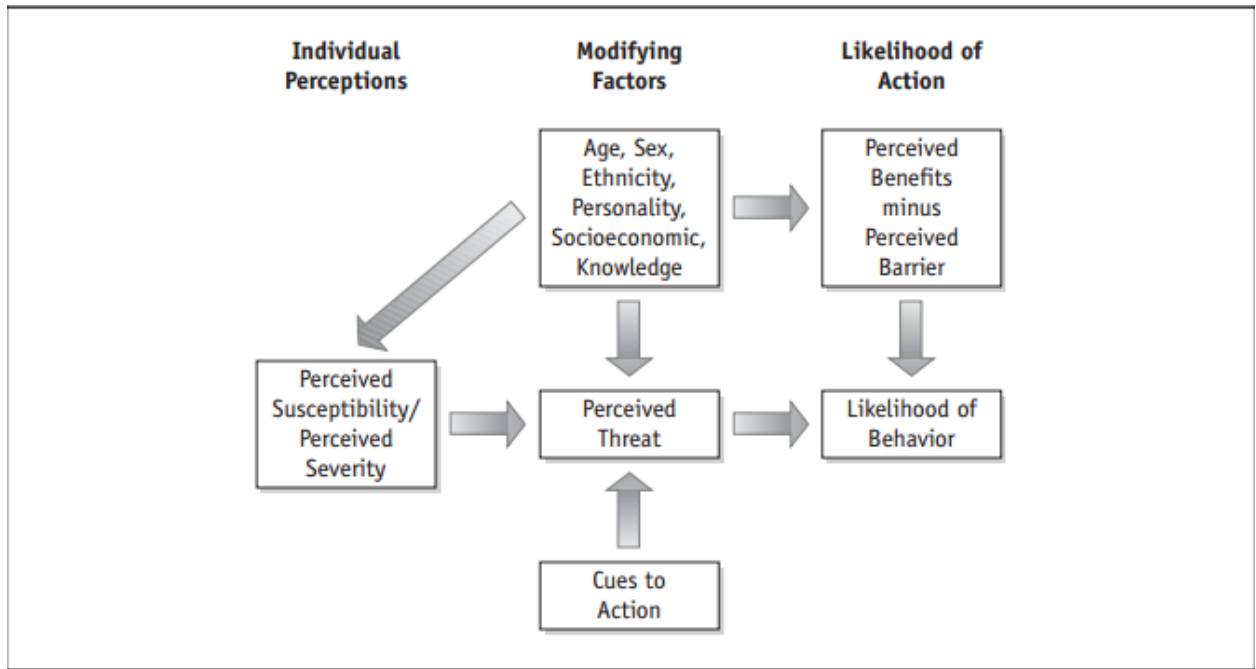 Individual
Perceptions
Modifying
Factors
Likelihood of
Action
Age, Sex,
Ethnicity,
Personality,
Socioeconomic,
Knowledge
Perceived
Benefits
minus
Perceived
Barrier
Perceived
Susceptibility/
Perceived
Severity
Perceived
Threat
Likelihood of
Behavior
Cues to
Action